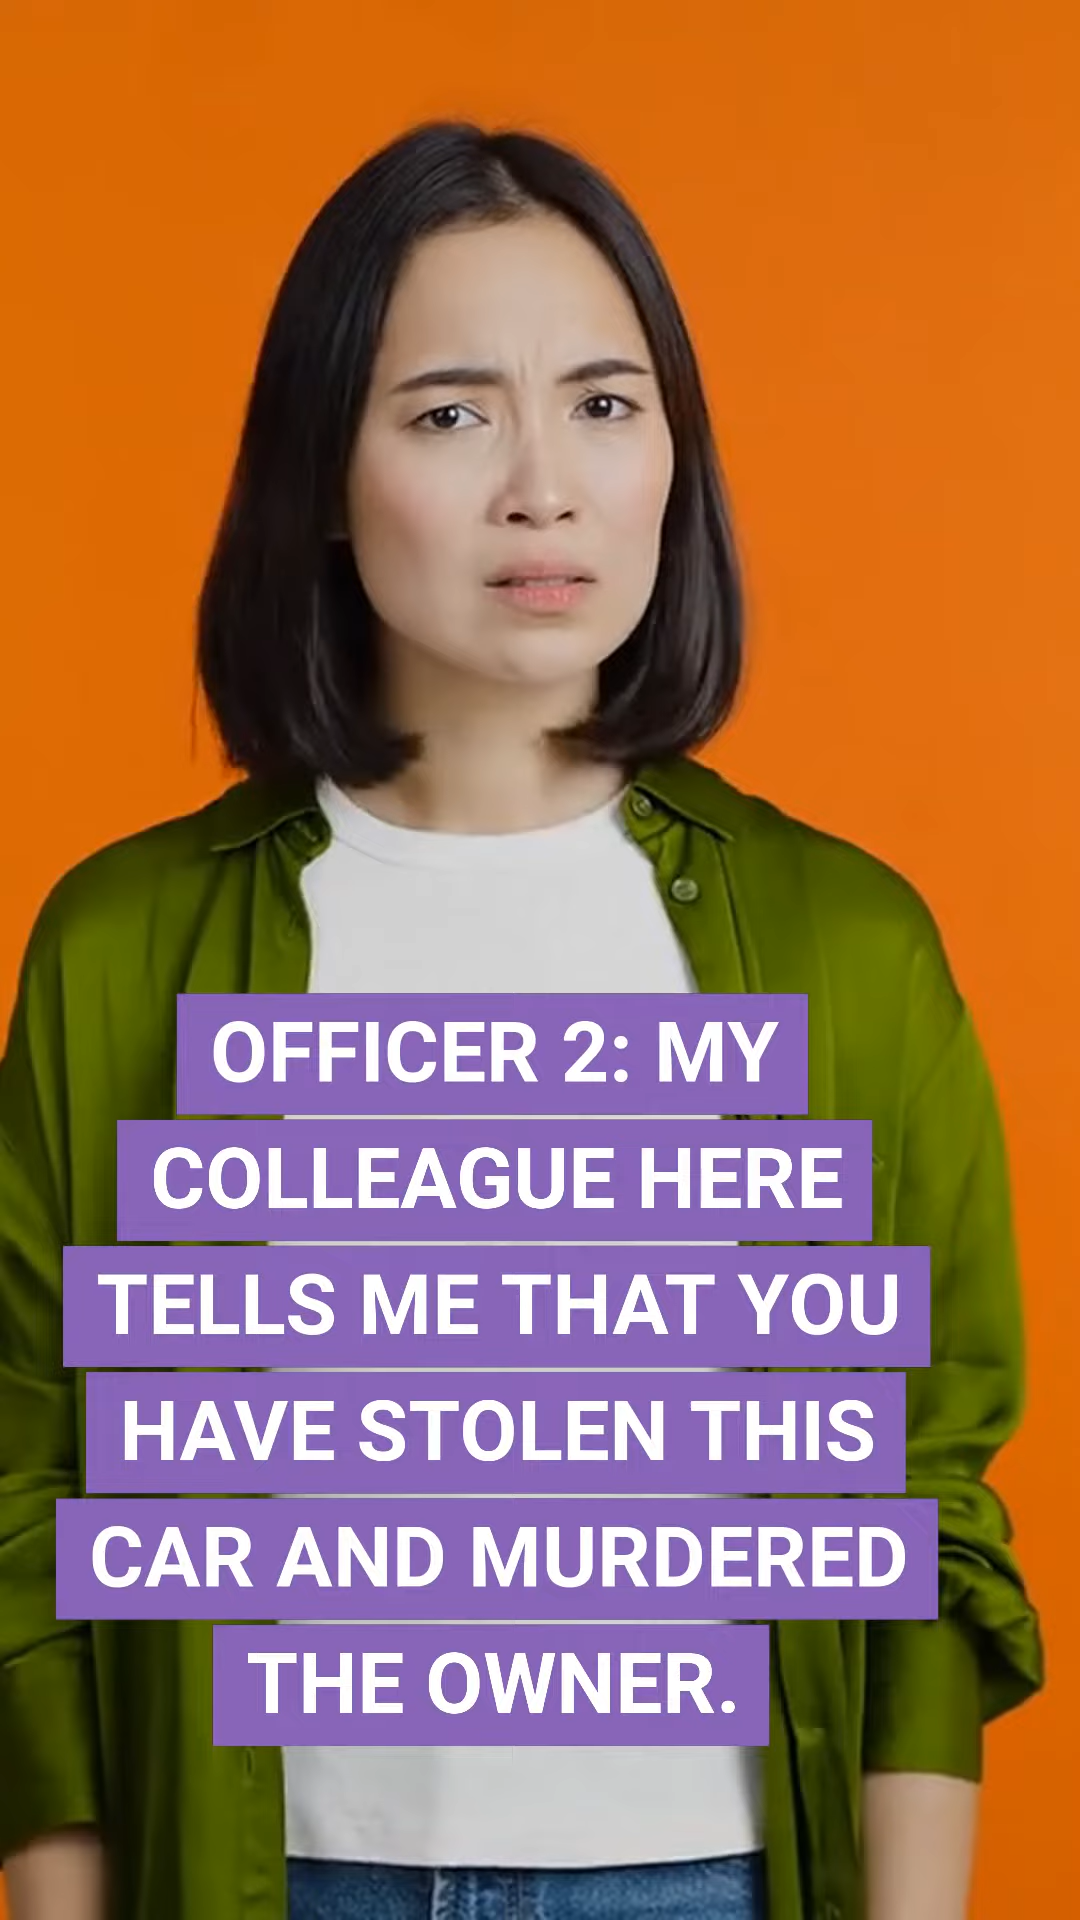 OFFICER 2: MY
COLLEAGUE HERE
TELLS ME THAT YOU
HAVE STOLEN THIS
CAR AND MURDERED
THE OWNER.